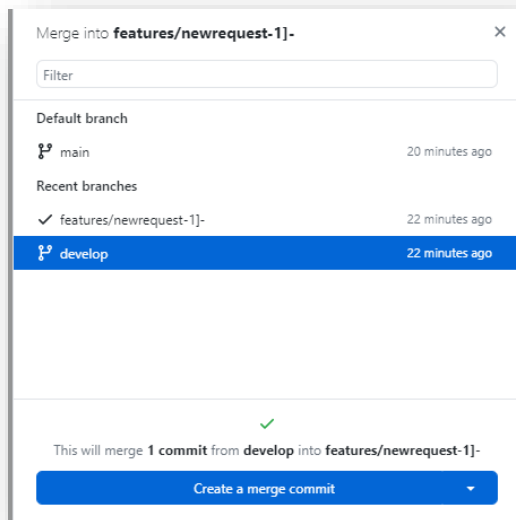 Merge into features/newrequest-1]-
Filter
Default branch
main 20 minutes ago
Recent branches
features/newrequest-1]- 22 minutes ago
develop 22 minutes ago
This will merge 1 commit from develop into features/newrequest-1]-
Create a merge commit